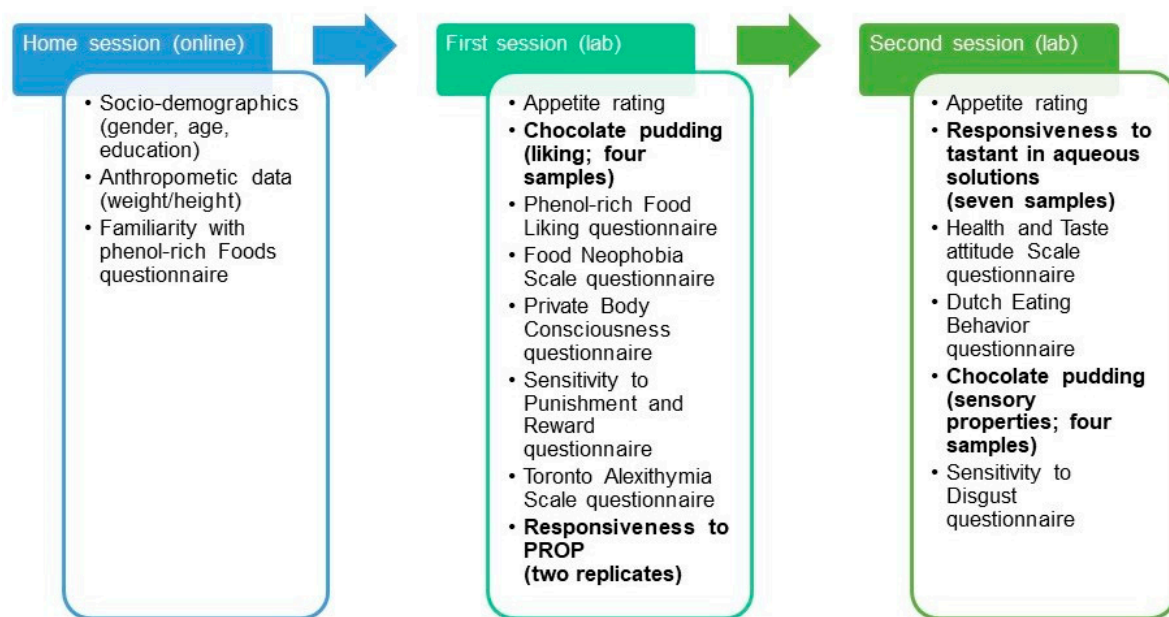 Home session (online)
• Socio-demographics
(gender, age,
education)
• Anthropometic data
(weight/height)
• Familiarity with
phenol-rich Foods
questionnaire
First session (lab)
• Appetite rating
• Chocolate pudding
(liking; four
samples)
• Phenol-rich Food
Liking questionnaire
• Food Neophobia
Scale questionnaire
• Private Body
Consciousness
questionnaire
• Sensitivity to
Punishment and
Reward
questionnaire
• Toronto Alexithymia
Scale questionnaire
• Responsiveness to
PROP
(two replicates)
Second session (lab)
• Appetite rating
• Responsiveness to
tastant in aqueous
solutions
(seven samples)
• Health and Taste
attitude Scale
questionnaire
• Dutch Eating
Behavior
questionnaire
• Chocolate pudding
(sensory
properties; four
samples)
• Sensitivity to
Disgust
questionnaire